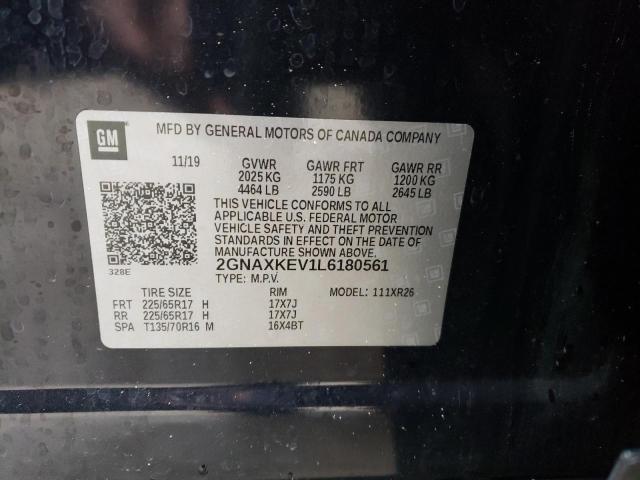 GM MFD BY GENERAL MOTORS OF CANADA COMPANY
11/19 GVWR GAWR FRT GAWR RR
2025 KG 1175 KG 1200 KG
4464 LB 2590 LB 2645 LB
THIS VEHICLE CONFORMS TO ALL
APPLICABLE U.S. FEDERAL MOTOR
VEHICLE SAFETY AND THEFT PREVENTION
STANDARDS IN EFFECT ON THE DATE OF
MANUFACTURE SHOWN ABOVE.
328E 2GNAXKEV1L6180561
TYPE: M.P.V.
TIRE SIZE RIM MODEL: 111XR26
FRT 225/65R17 H 17X7J
RR 225/65R17 H 17X7J
SPA T135/70R16 M 16X4BT